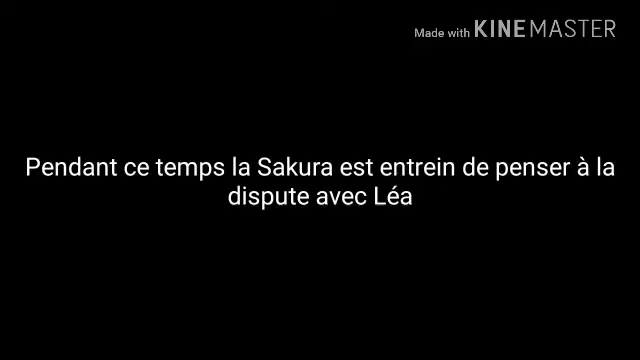 Made with KINEMASTER
Pendant ce temps la Sakura est entrein de penser à la
dispute avec Léa